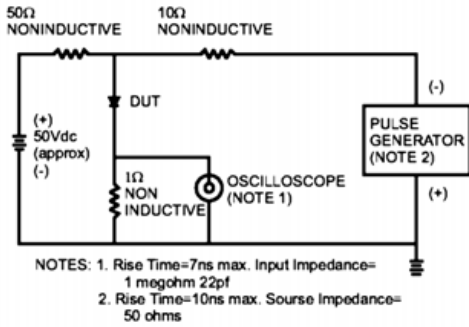 50Ω
NONINDUCTIVE
10Ω
NONINDUCTIVE
(+)
50Vdc
(approx)
(-)
DUT
1Ω
NON
INDUCTIVE
OSCILLOSCOPE
(NOTE 1)
(-)
PULSE
GENERATOR
(NOTE 2)
(+)
NOTES: 1. Rise Time=7ns max. Input Impedance=
1 megohm 22pf
2. Rise Time=10ns max. Sourse Impedance=
50 ohms